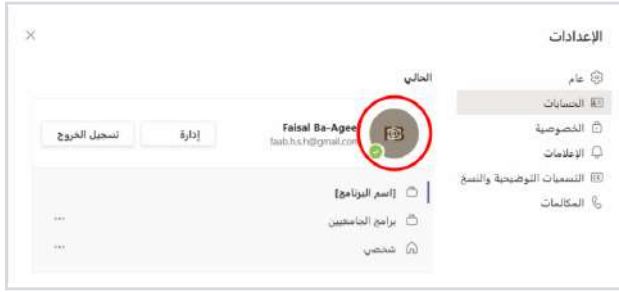 الإعدادات
عام
الحسابات
الخصوصية
الإعلامات
التسميات التوضيحية والنسخ
المكالمات
الحالي
Faisal Ba-Agee
faab.h.s.h@gmail.com
إدارة
تسجيل الخروج
[اسم البرنامج]
برامج الجامعيين
شخصي